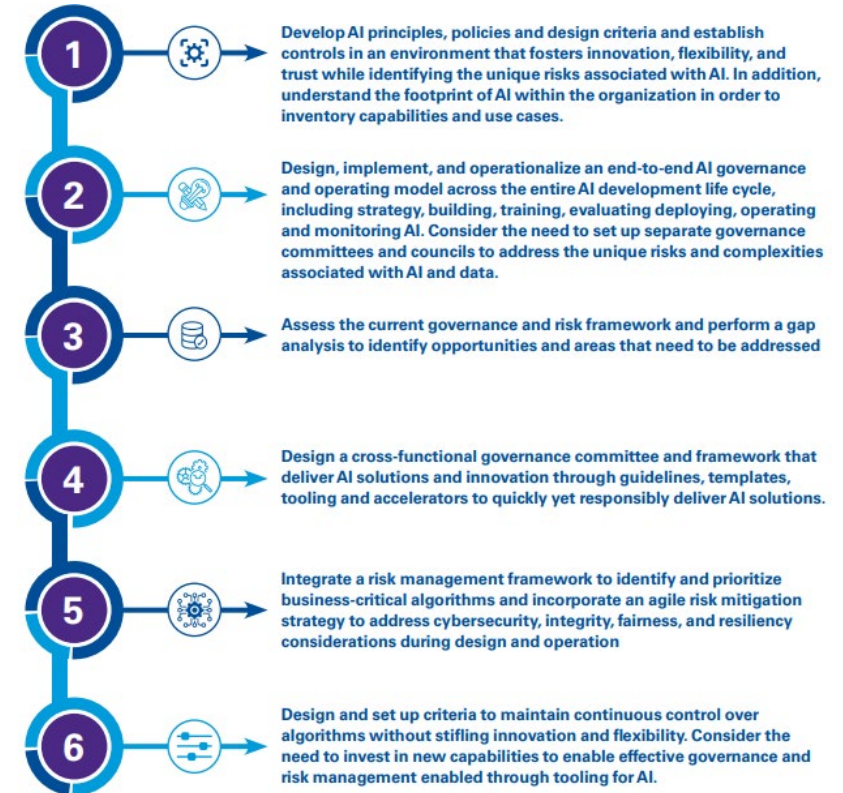 1
Develop AI principles, policies and design criteria and establish
controls in an environment that fosters innovation, flexibility, and
trust while identifying the unique risks associated with AI. In addition,
understand the footprint of AI within the organization in order to
inventory capabilities and use cases.
2
Design, implement, and operationalize an end-to-end AI governance
and operating model across the entire AI development life cycle,
including strategy, building, training, evaluating deploying, operating
and monitoring AI. Consider the need to set up separate governance
committees and councils to address the unique risks and complexities
associated with AI and data.
3
Assess the current governance and risk framework and perform a gap
analysis to identify opportunities and areas that need to be addressed
4
Design a cross-functional governance committee and framework that
deliver AI solutions and innovation through guidelines, templates,
tooling and accelerators to quickly yet responsibly deliver AI solutions.
5
Integrate a risk management framework to identify and prioritize
business-critical algorithms and incorporate an agile risk mitigation
strategy to address cybersecurity, integrity, fairness, and resiliency
considerations during design and operation
6
Design and set up criteria to maintain continuous control over
algorithms without stifling innovation and flexibility. Consider the
need to invest in new capabilities to enable effective governance and
risk management enabled through tooling for AI.